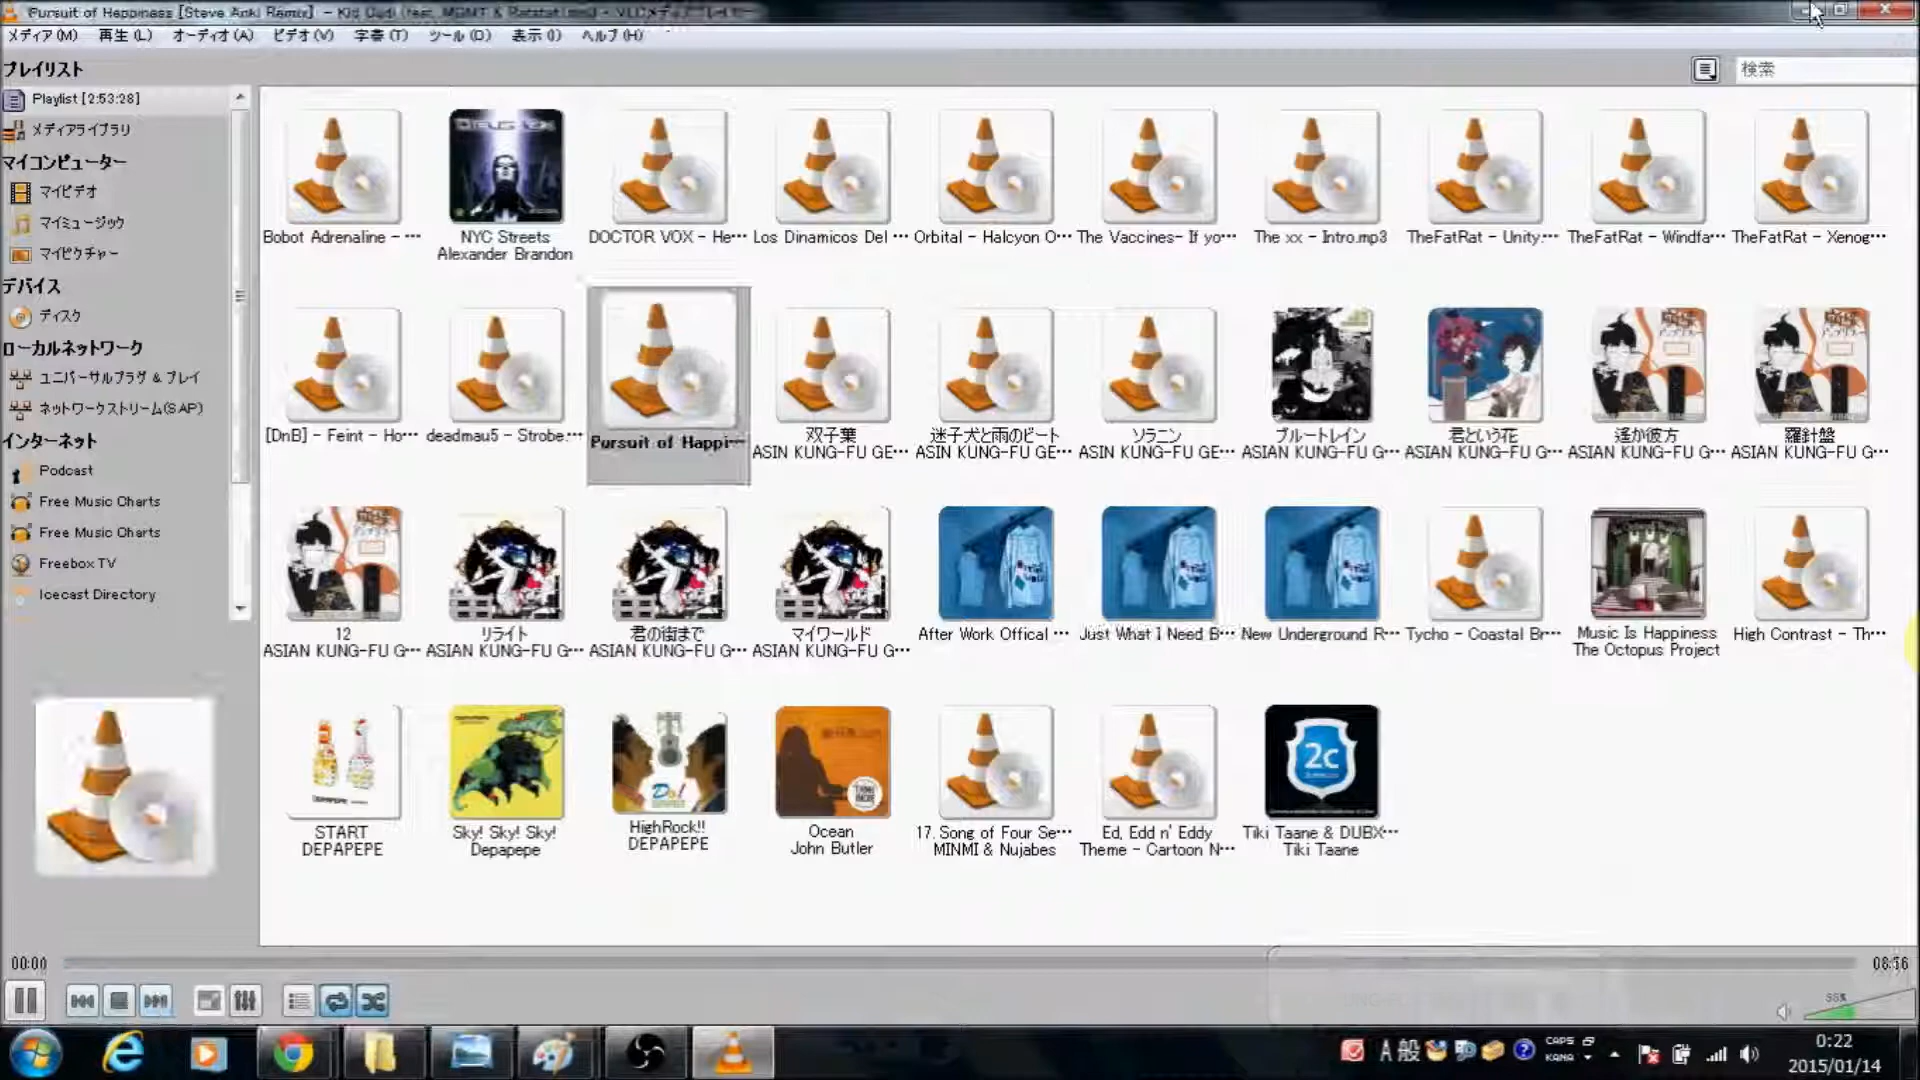 Pursuit of Happiness [Steve Aoki Remix] - Kid Cudi (feat. MGMT & Ratatat
メディア(M) 再生(L) オーディオ(A) ビデオ(V) 字幕(T) ツール(O) 表示(I) ヘルプ(H)
プレイリスト
検索
Playlist [2:53:28]
メディアライブラリ
マイコンピューター
マイビデオ
マイミュージック
マイピクチャー
デバイス
ディスク
ローカルネットワーク
ユニバーサルプラグ & プレイ
ネットワークストリーム(SAP)
インターネット
Podcast
Free Music Charts
Free Music Charts
Freebox TV
Icecast Directory
Bobot Adrenaline - …
NYC Streets
Alexander Brandon
DOCTOR VOX - He…
Los Dinamicos Del …
Orbital - Halcyon O…
The Vaccines- If yo…
The xx - Intro.mp3
TheFatRat - Unity.…
TheFatRat - Windfa…
TheFatRat - Xenog…
[DnB] - Feint - Ho…
deadmau5 - Strobe.…
Pursuit of Happi…
双子葉
ASIN KUNG-FU GE…
迷子犬と雨のビート
ASIN KUNG-FU GE…
ソラニン
ASIN KUNG-FU GE…
ブルートレイン
ASIAN KUNG-FU G…
君という花
ASIAN KUNG-FU G…
遥か彼方
ASIAN KUNG-FU G…
羅針盤
ASIAN KUNG-FU G…
12
ASIAN KUNG-FU G…
リライト
ASIAN KUNG-FU G…
君の街まで
ASIAN KUNG-FU G…
マイワールド
ASIAN KUNG-FU G…
After Work Offical …
Just What I Need B…
New Underground R…
Tycho - Coastal Br…
Music Is Happiness
The Octopus Project
High Contrast - Th…
START
DEPAPEPE
Sky! Sky! Sky!
Depapepe
HighRock!!
DEPAPEPE
Ocean
John Butler
17. Song of Four Se…
MINMI & Nujabes
Ed, Edd n' Eddy
Theme - Cartoon N…
2c
Tiki Taane & DUBX…
Tiki Taane
00:00
08:56
55%
A 般
CAPS
KANA
0:22
2015/01/14